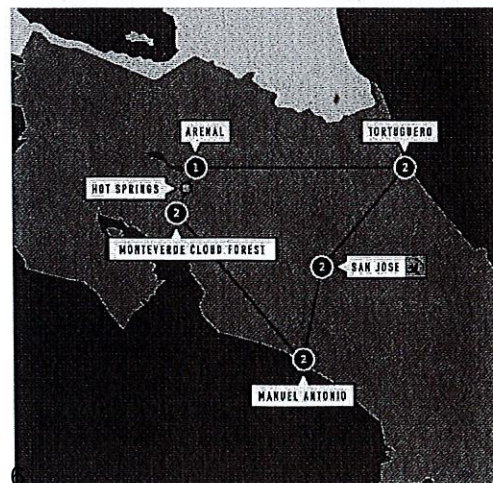 ARENAL
TORTUGUERO
1
2
HOT SPRINGS
2
MONTEVERDE CLOUD FOREST
2
SAN JOSE
2
MANUEL ANTONIO
6